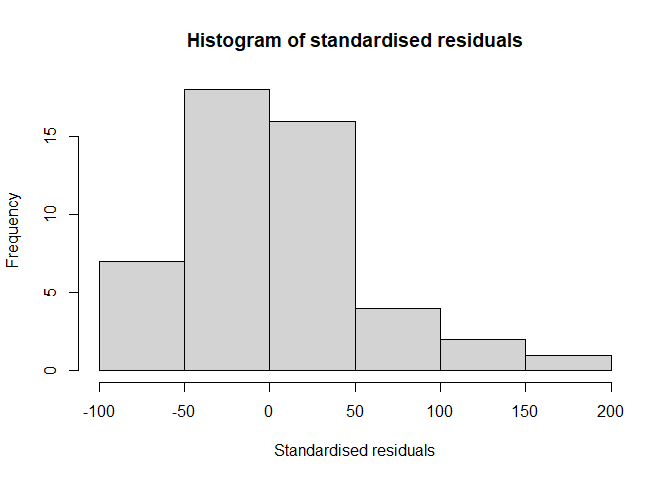 Histogram of standardised residuals
Frequency
15
10
5
0
-100 -50 0 50 100 150 200
Standardised residuals